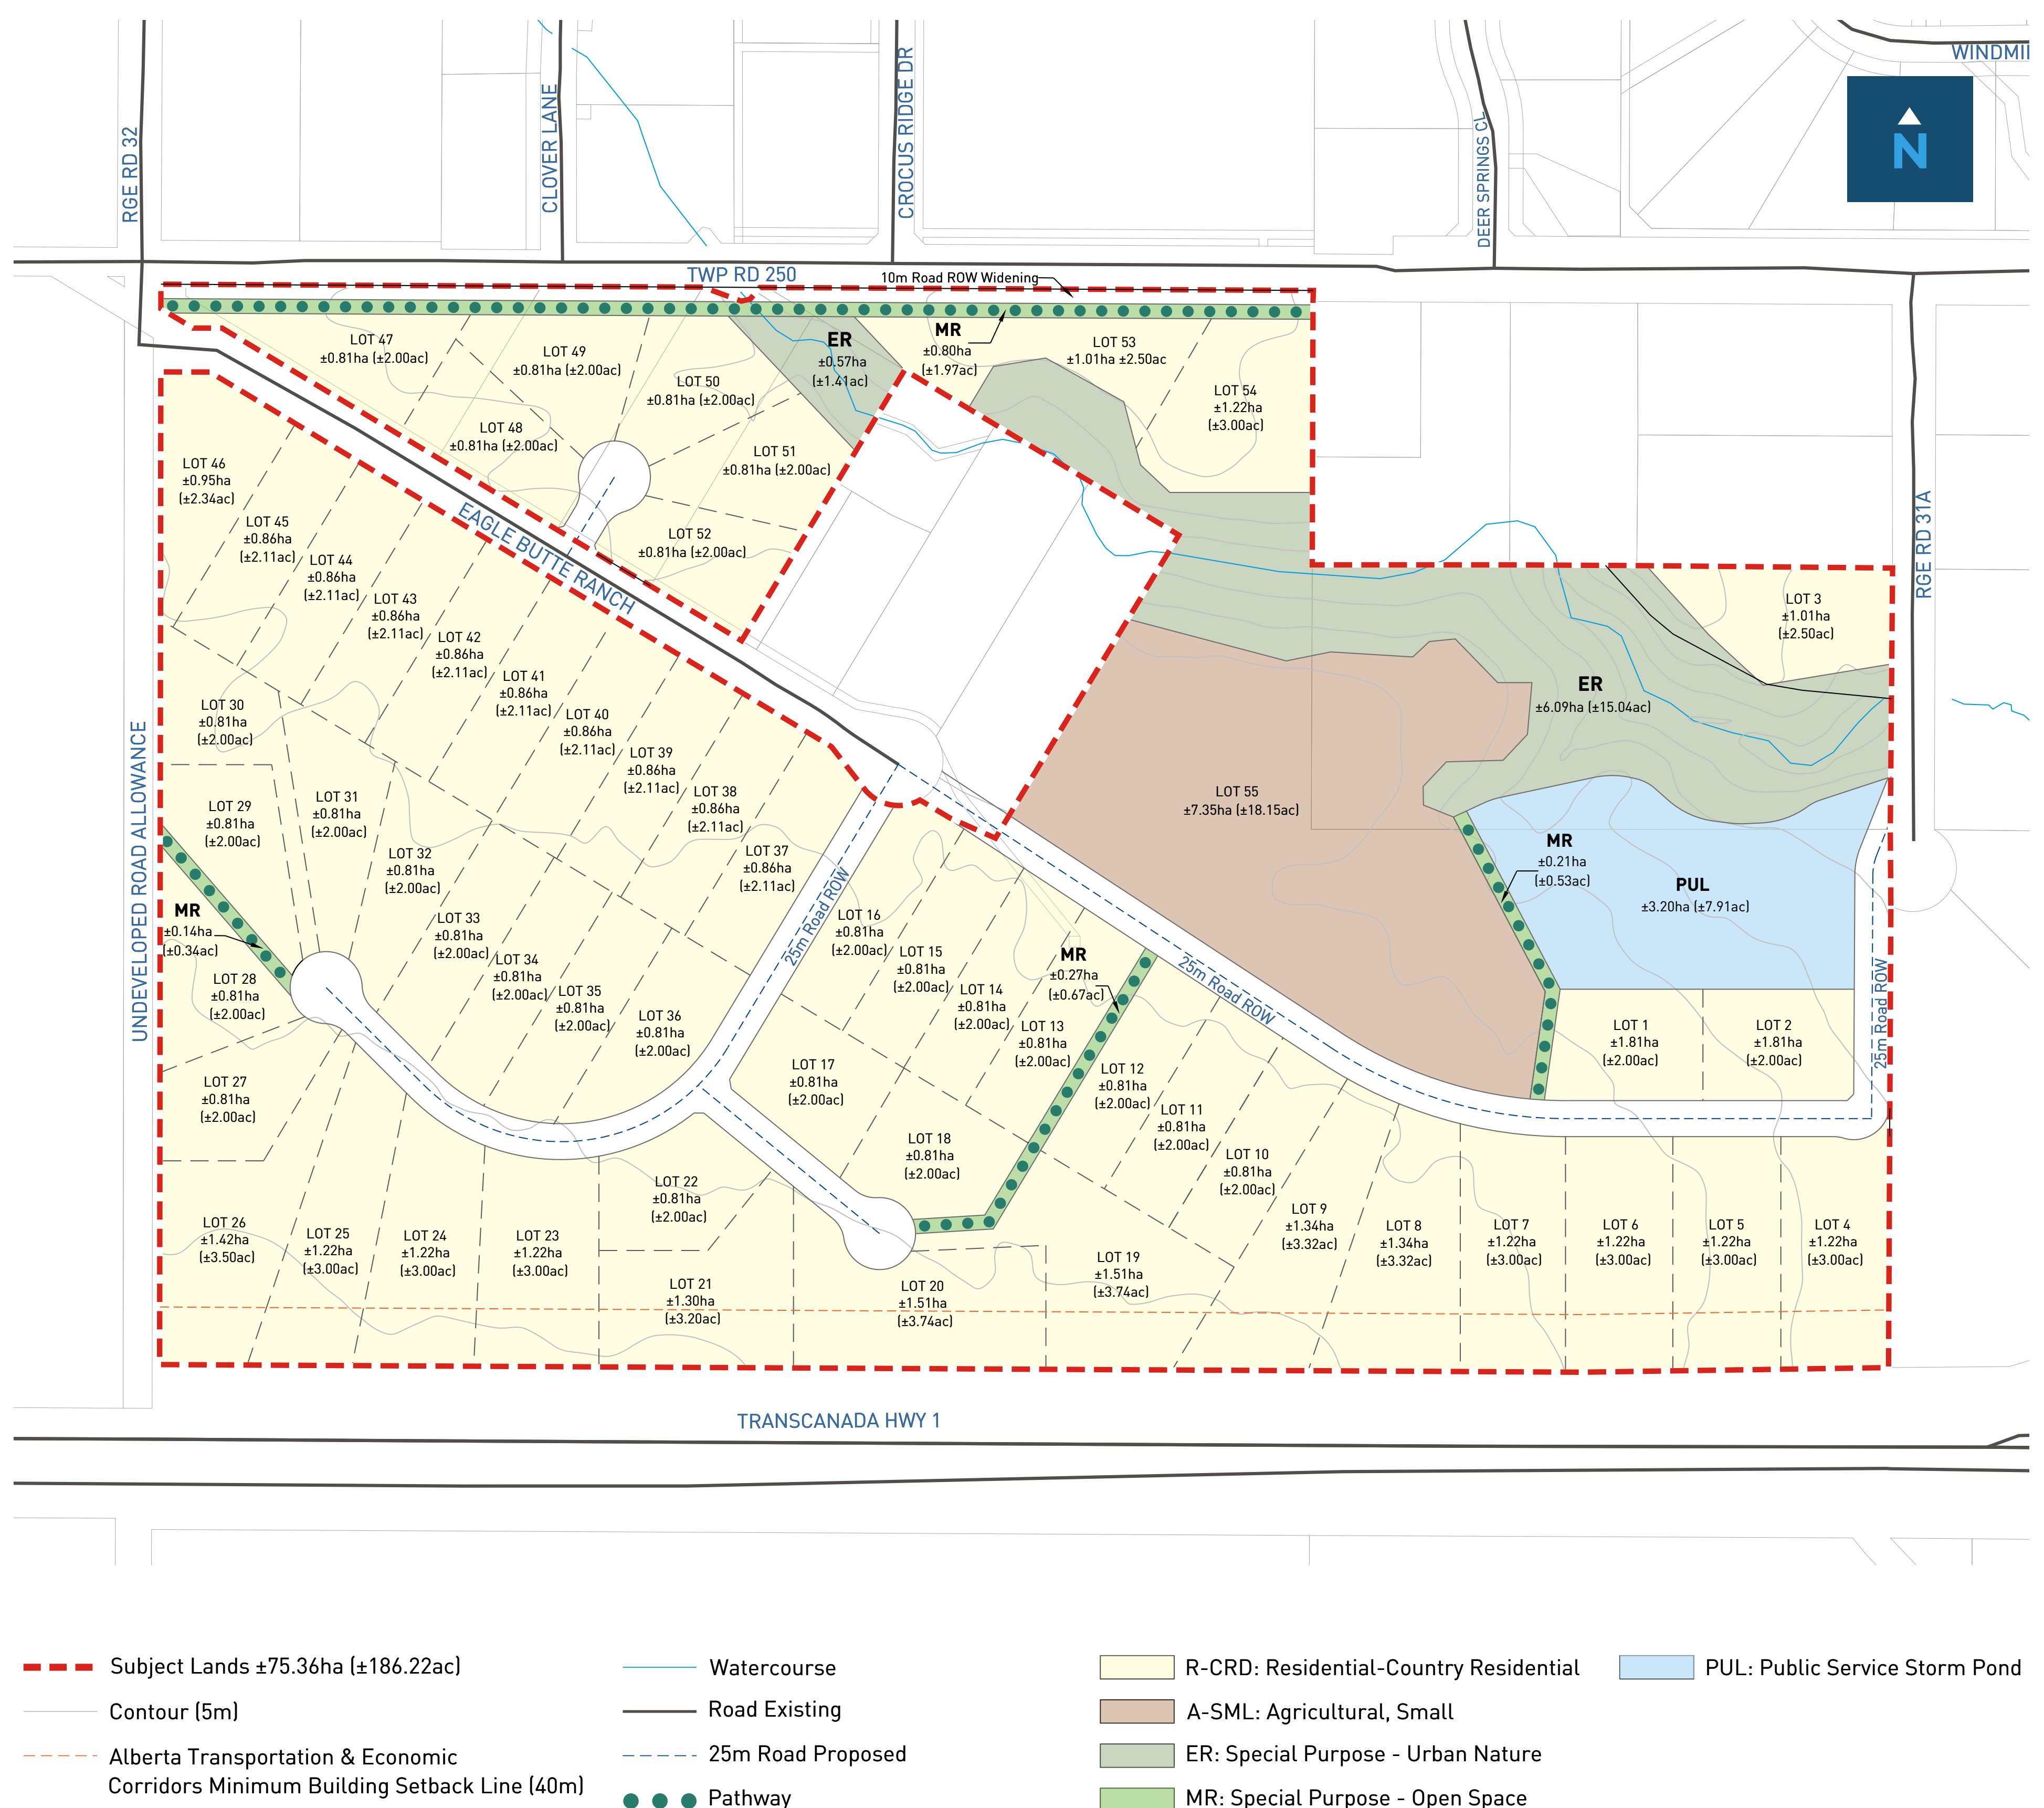 WINDMIL
RGE RD 32
CLOVER LANE
CROCUS RIDGE DR
DEER SPRINGS CL
N
TWP RD 250
10m Road ROW Widening
LOT 47
±0.81ha (±2.00ac)
LOT 49
±0.81ha (±2.00ac)
ER
±0.57ha
(±1.41ac)
MR
±0.80ha
(±1.97ac)
LOT 53
±1.01ha ±2.50ac
LOT 50
±0.81ha (±2.00ac)
LOT 54
±1.22ha
(±3.00ac)
LOT 48
±0.81ha (±2.00ac)
LOT 51
±0.81ha (±2.00ac)
LOT 46
±0.95ha
(±2.34ac)
LOT 52
±0.81ha (±2.00ac)
EAGLE BUTTE RANCH
RGE RD 31A
LOT 45
±0.86ha
(±2.11ac)
LOT 44
±0.86ha
(±2.11ac)
LOT 43
±0.86ha
(±2.11ac)
LOT 42
±0.86ha
(±2.11ac)
LOT 41
±0.86ha
(±2.11ac)
LOT 40
±0.86ha
(±2.11ac)
LOT 39
±0.86ha
(±2.11ac)
LOT 38
±0.86ha
(±2.11ac)
LOT 37
±0.86ha
(±2.11ac)
LOT 3
±1.01ha
(±2.50ac)
ER
±6.09ha (±15.04ac)
UNDEVELOPED ROAD ALLOWANCE
LOT 30
±0.81ha
(±2.00ac)
LOT 29
±0.81ha
(±2.00ac)
LOT 31
±0.81ha
(±2.00ac)
LOT 32
±0.81ha
(±2.00ac)
LOT 33
±0.81ha
(±2.00ac)
LOT 34
±0.81ha
(±2.00ac)
LOT 35
±0.81ha
(±2.00ac)
LOT 36
±0.81ha
(±2.00ac)
LOT 55
±7.35ha (±18.15ac)
MR
±0.21ha
(±0.53ac)
PUL
±3.20ha (±7.91ac)
MR
±0.14ha
(±0.34ac)
LOT 28
±0.81ha
(±2.00ac)
25m Road ROW
LOT 16
±0.81ha
(±2.00ac)
LOT 15
±0.81ha
(±2.00ac)
LOT 14
±0.81ha
(±2.00ac)
LOT 13
±0.81ha
(±2.00ac)
MR
±0.27ha
(±0.67ac)
25m Road ROW
25m Road ROW
LOT 1
±1.81ha
(±2.00ac)
LOT 2
±1.81ha
(±2.00ac)
LOT 27
±0.81ha
(±2.00ac)
LOT 17
±0.81ha
(±2.00ac)
LOT 12
±0.81ha
(±2.00ac)
LOT 11
±0.81ha
(±2.00ac)
LOT 10
±0.81ha
(±2.00ac)
LOT 18
±0.81ha
(±2.00ac)
LOT 22
±0.81ha
(±2.00ac)
LOT 26
±1.42ha
(±3.50ac)
LOT 25
±1.22ha
(±3.00ac)
LOT 24
±1.22ha
(±3.00ac)
LOT 23
±1.22ha
(±3.00ac)
LOT 21
±1.30ha
(±3.20ac)
LOT 20
±1.51ha
(±3.74ac)
LOT 19
±1.51ha
(±3.74ac)
LOT 9
±1.34ha
(±3.32ac)
LOT 8
±1.34ha
(±3.32ac)
LOT 7
±1.22ha
(±3.00ac)
LOT 6
±1.22ha
(±3.00ac)
LOT 5
±1.22ha
(±3.00ac)
LOT 4
±1.22ha
(±3.00ac)
TRANSCANADA HWY 1
Subject Lands ±75.36ha (±186.22ac)
Contour (5m)
Alberta Transportation & Economic
Corridors Minimum Building Setback Line (40m)
Watercourse
Road Existing
25m Road Proposed
Pathway
R-CRD: Residential-Country Residential
A-SML: Agricultural, Small
ER: Special Purpose - Urban Nature
MR: Special Purpose - Open Space
PUL: Public Service Storm Pond